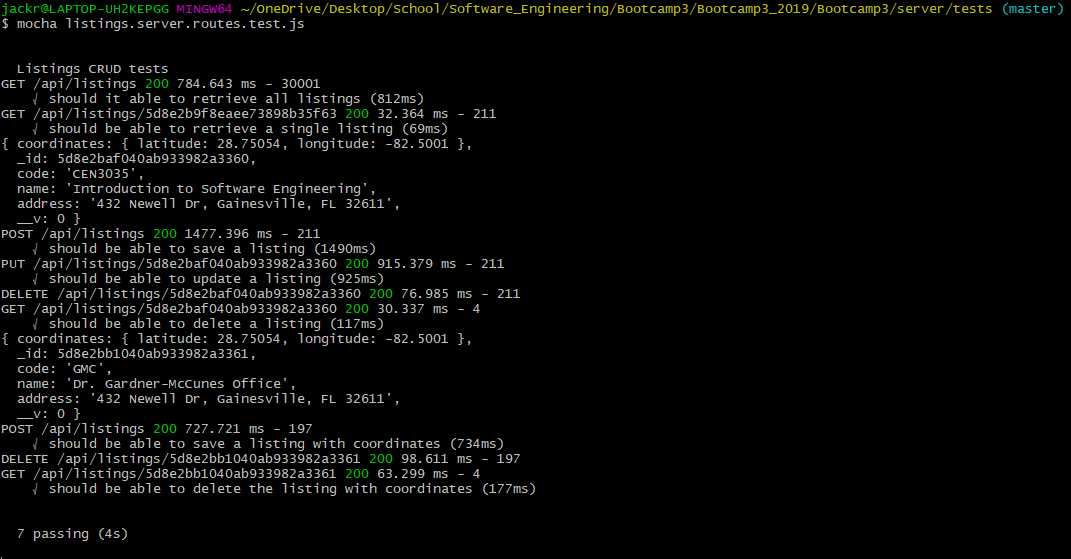 jackr@LAPTOP-UH2KEPGG MINGW64 ~/OneDrive/Desktop/School/Software_Engineering/Bootcamp3/Bootcamp3_2019/Bootcamp3/server/tests (master)
$ mocha listings.server.routes.test.js
Listings CRUD tests
GET /api/listings 200 784.643 ms - 30001
√ should it able to retrieve all listings (812ms)
GET /api/listings/5d8e2b9f8eaee73898b35f63 200 32.364 ms - 211
√ should be able to retrieve a single listing (69ms)
{ coordinates: { latitude: 28.75054, longitude: -82.5001 },
_id: 5d8e2baf040ab933982a3360,
code: 'CEN3035',
name: 'Introduction to Software Engineering',
address: '432 Newell Dr, Gainesville, FL 32611',
__v: 0 }
POST /api/listings 200 1477.396 ms - 211
√ should be able to save a listing (1490ms)
PUT /api/listings/5d8e2baf040ab933982a3360 200 915.379 ms - 211
√ should be able to update a listing (925ms)
DELETE /api/listings/5d8e2baf040ab933982a3360 200 76.985 ms - 211
GET /api/listings/5d8e2baf040ab933982a3360 200 30.337 ms - 4
√ should be able to delete a listing (117ms)
{ coordinates: { latitude: 28.75054, longitude: -82.5001 },
_id: 5d8e2bb1040ab933982a3361,
code: 'GMC',
name: 'Dr. Gardner-McCunes Office',
address: '432 Newell Dr, Gainesville, FL 32611',
__v: 0 }
POST /api/listings 200 727.721 ms - 197
√ should be able to save a listing with coordinates (734ms)
DELETE /api/listings/5d8e2bb1040ab933982a3361 200 98.611 ms - 197
GET /api/listings/5d8e2bb1040ab933982a3361 200 63.299 ms - 4
√ should be able to delete the listing with coordinates (177ms)
7 passing (4s)